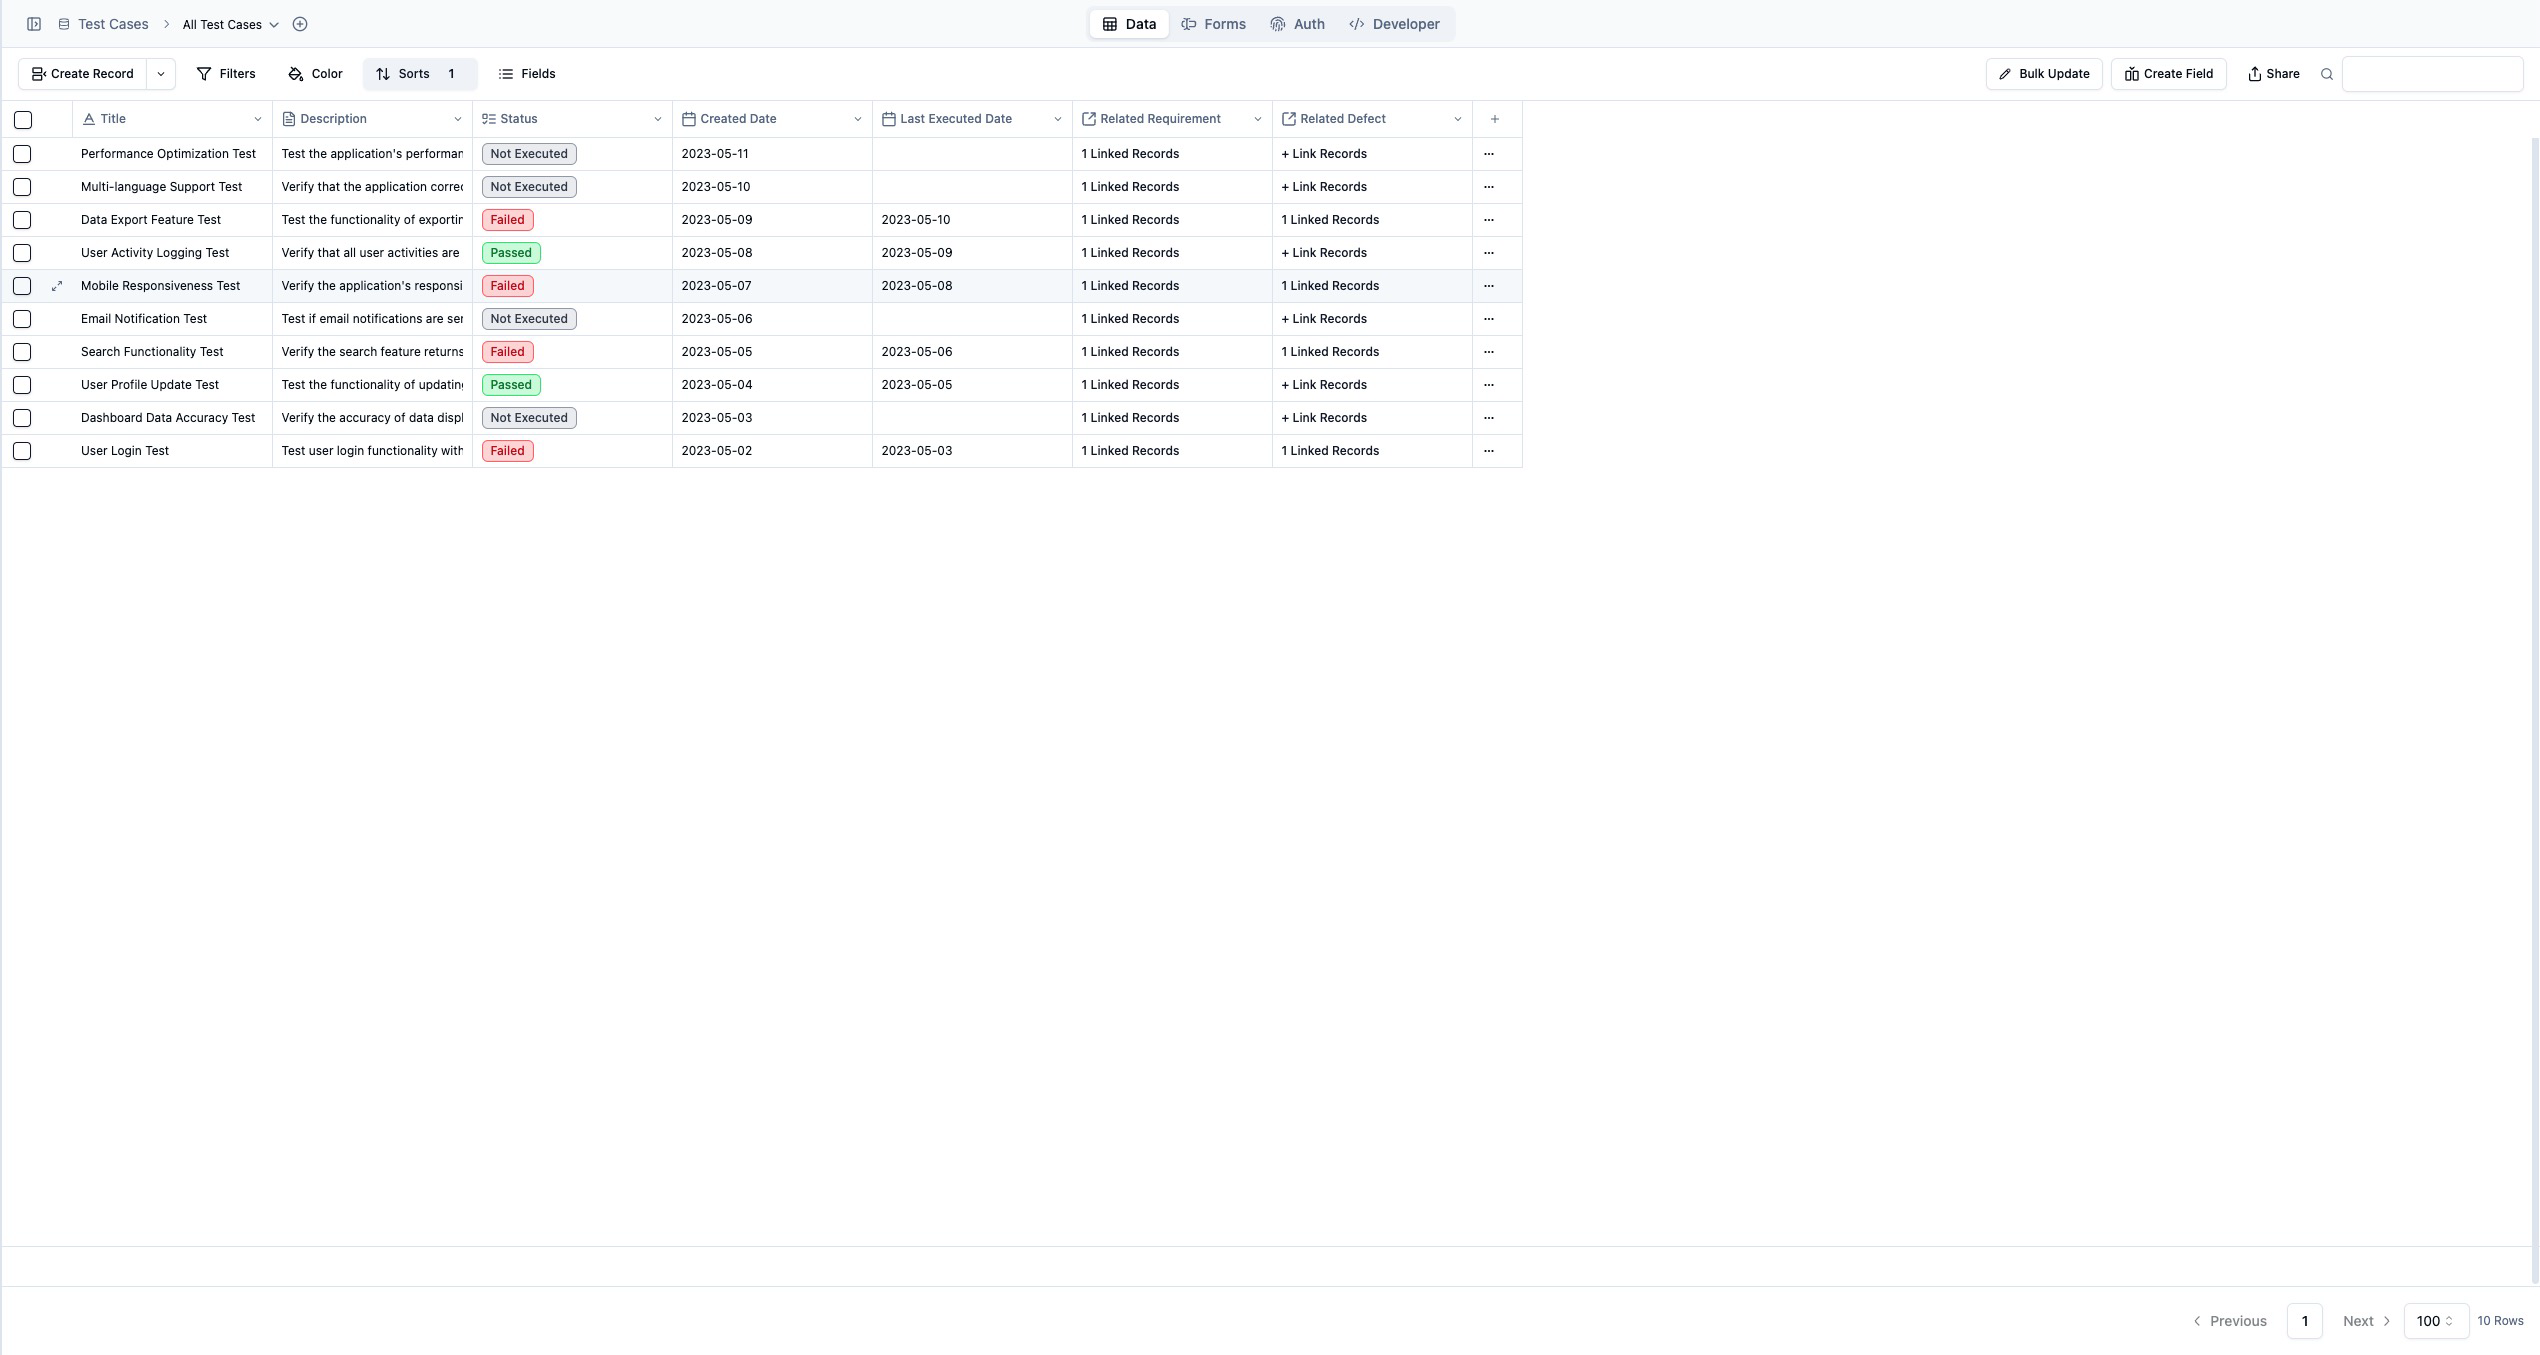 Test Cases > All Test Cases
Data Forms Auth </> Developer
Create Record Filters Color Sorts 1 Fields Bulk Update Create Field Share
Title Description Status Created Date Last Executed Date Related Requirement Related Defect +
Performance Optimization Test Test the application's performan Not Executed 2023-05-11 1 Linked Records + Link Records ...
Multi-language Support Test Verify that the application correc Not Executed 2023-05-10 1 Linked Records + Link Records ...
Data Export Feature Test Test the functionality of exportin Failed 2023-05-09 2023-05-10 1 Linked Records 1 Linked Records ...
User Activity Logging Test Verify that all user activities are Passed 2023-05-08 2023-05-09 1 Linked Records + Link Records ...
Mobile Responsiveness Test Verify the application's responsi Failed 2023-05-07 2023-05-08 1 Linked Records 1 Linked Records ...
Email Notification Test Test if email notifications are ser Not Executed 2023-05-06 1 Linked Records + Link Records ...
Search Functionality Test Verify the search feature returns Failed 2023-05-05 2023-05-06 1 Linked Records 1 Linked Records ...
User Profile Update Test Test the functionality of updating Passed 2023-05-04 2023-05-05 1 Linked Records + Link Records ...
Dashboard Data Accuracy Test Verify the accuracy of data displ Not Executed 2023-05-03 1 Linked Records + Link Records ...
User Login Test Test user login functionality with Failed 2023-05-02 2023-05-03 1 Linked Records 1 Linked Records ...
< Previous 1 Next > 100 10 Rows